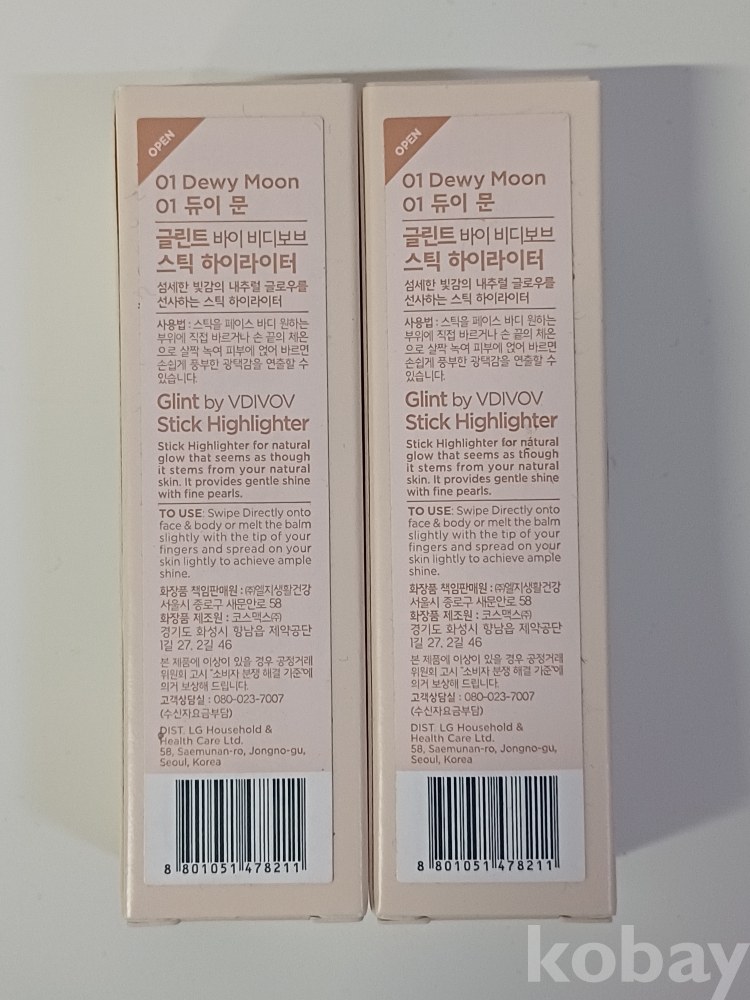 OPEN
01 Dewy Moon
01 듀이 문
글린트 바이 비디보브
스틱 하이라이터
섬세한 빛감의 내추럴 글로우를
선사하는 스틱 하이라이터
사용법 : 스틱을 페이스 바디 원하는
부위에 직접 바르거나 손 끝의 체온
으로 살짝 녹여 피부에 얹어 바르면
손쉽게 풍부한 광택감을 연출할 수
있습니다.
Glint by VDIVOV
Stick Highlighter
Stick Highlighter for natural
glow that seems as though
it stems from your natural
skin. It provides gentle shine
with fine pearls.
TO USE: Swipe Directly onto
face & body or melt the balm
slightly with the tip of your
fingers and spread on your
skin lightly to achieve ample
shine.
화장품 책임판매원 : ㈜엘지생활건강
서울시 종로구 새문안로 58
화장품 제조원 : 코스맥스㈜
경기도 화성시 향남읍 제약공단
1길 27, 2길 46
본 제품에 이상이 있을 경우 공정거래
위원회 고시 "소비자 분쟁 해결 기준"에
의거 보상해 드립니다.
고객상담실 : 080-023-7007
(수신자요금부담)
DIST. LG Household &
Health Care Ltd.
58, Saemunan-ro, Jongno-gu,
Seoul, Korea
8 801051 478211
OPEN
01 Dewy Moon
01 듀이 문
글린트 바이 비디보브
스틱 하이라이터
섬세한 빛감의 내추럴 글로우를
선사하는 스틱 하이라이터
사용법 : 스틱을 페이스 바디 원하는
부위에 직접 바르거나 손 끝의 체온
으로 살짝 녹여 피부에 얹어 바르면
손쉽게 풍부한 광택감을 연출할 수
있습니다.
Glint by VDIVOV
Stick Highlighter
Stick Highlighter for natural
glow that seems as though
it stems from your natural
skin. It provides gentle shine
with fine pearls.
TO USE: Swipe Directly onto
face & body or melt the balm
slightly with the tip of your
fingers and spread on your
skin lightly to achieve ample
shine.
화장품 책임판매원 : ㈜엘지생활건강
서울시 종로구 새문안로 58
화장품 제조원 : 코스맥스㈜
경기도 화성시 향남읍 제약공단
1길 27, 2길 46
본 제품에 이상이 있을 경우 공정거래
위원회 고시 "소비자 분쟁 해결 기준"에
의거 보상해 드립니다.
고객상담실 : 080-023-7007
(수신자요금부담)
DIST. LG Household &
Health Care Ltd.
58, Saemunan-ro, Jongno-gu,
Seoul, Korea
8 801051 478211
kobay